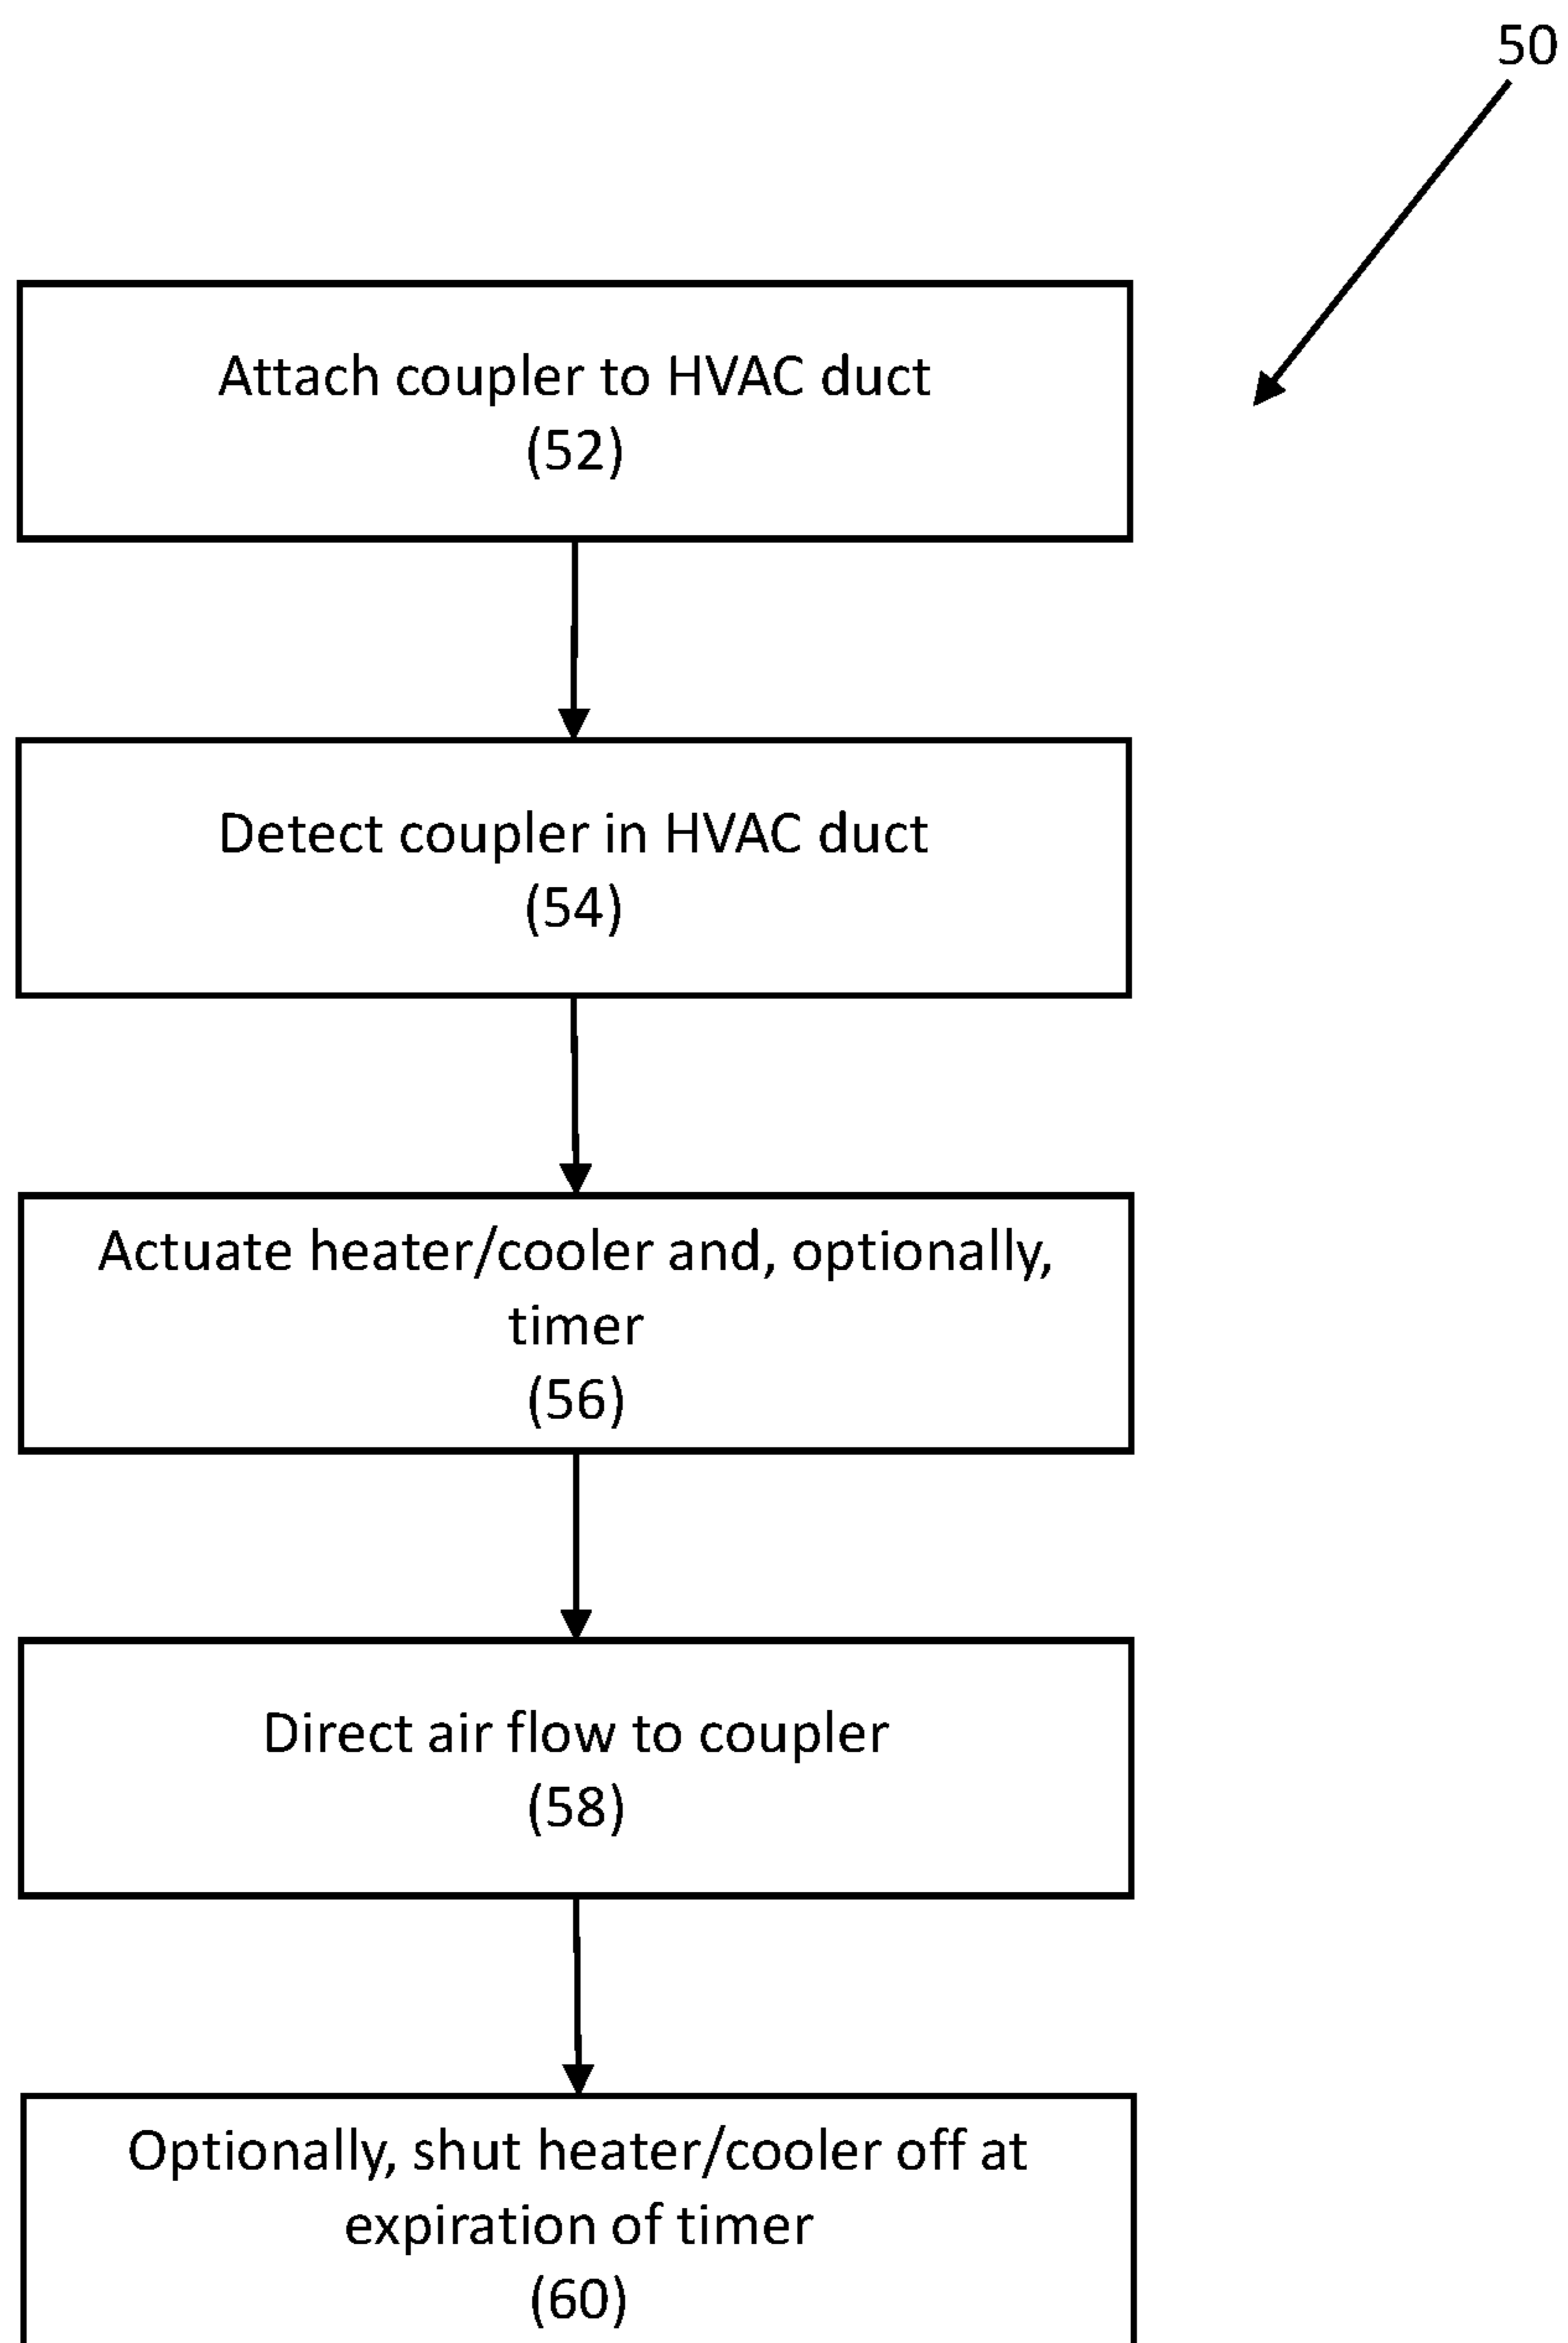 50
Attach coupler to HVAC duct
(52)
Detect coupler in HVAC duct
(54)
Actuate heater/cooler and, optionally,
timer
(56)
Direct air flow to coupler
(58)
Optionally, shut heater/cooler off at
expiration of timer
(60)